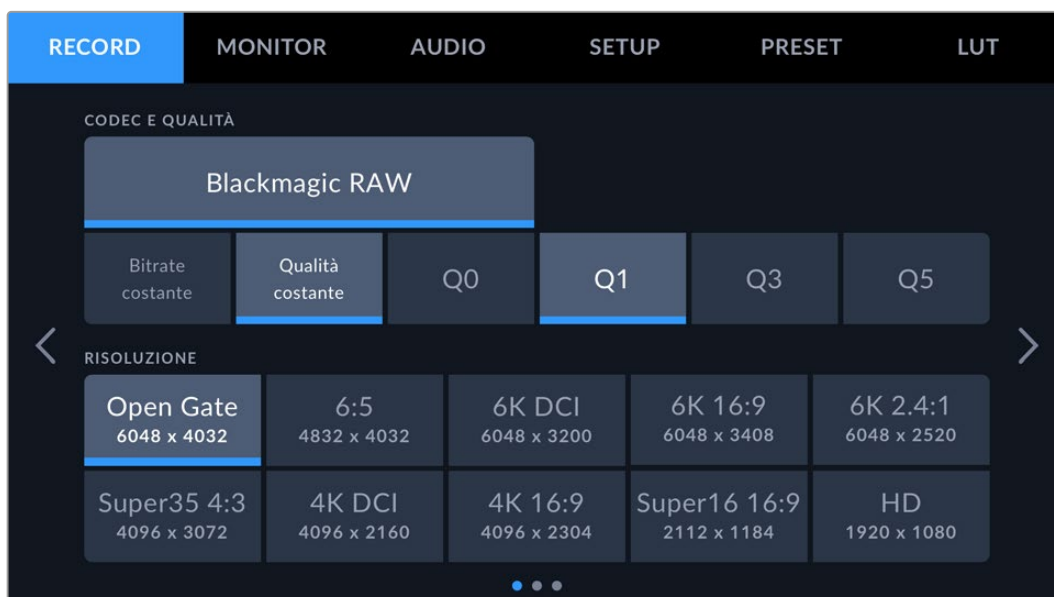 RECORD MONITOR AUDIO SETUP PRESET LUT
CODEC E QUALITÀ
Blackmagic RAW
Bitrate costante
Qualità costante
Q0
Q1
Q3
Q5
RISOLUZIONE
Open Gate
6048 x 4032
6:5
4832 x 4032
6K DCI
6048 x 3200
6K 16:9
6048 x 3408
6K 2.4:1
6048 x 2520
Super35 4:3
4096 x 3072
4K DCI
4096 x 2160
4K 16:9
4096 x 2304
Super16 16:9
2112 x 1184
HD
1920 x 1080